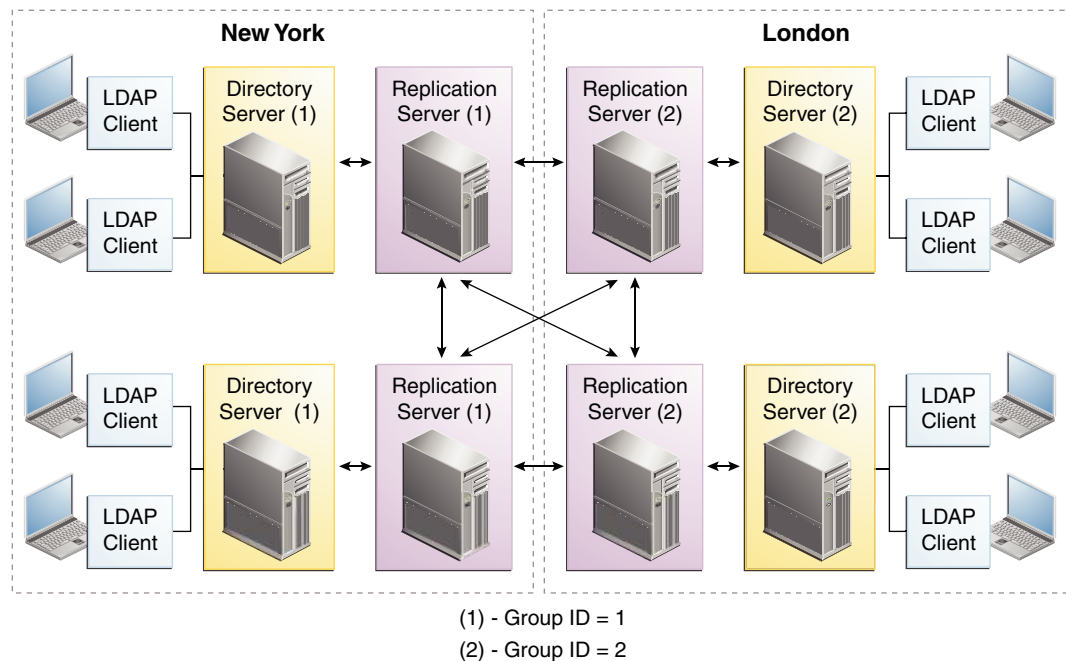 New York
London
LDAP
Client
Directory
Server (1)
Replication
Server (1)
Replication
Server (2)
Directory
Server (2)
LDAP
Client
LDAP
Client
LDAP
Client
LDAP
Client
Directory
Server (1)
Replication
Server (1)
Replication
Server (2)
Directory
Server (2)
LDAP
Client
LDAP
Client
LDAP
Client
(1) - Group ID = 1
(2) - Group ID = 2